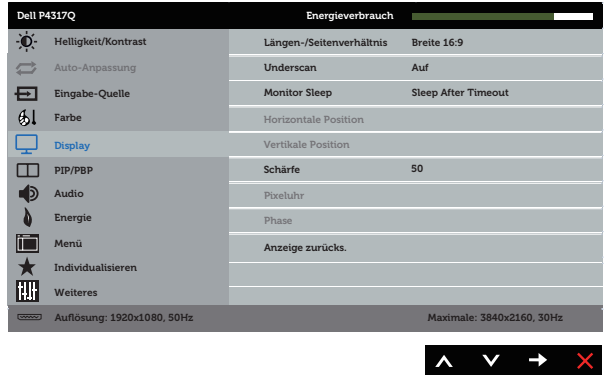 Dell P4317Q Energieverbrauch
Helligkeit/Kontrast Längen-/Seitenverhältnis Breite 16:9
Auto-Anpassung Underscan Auf
Eingabe-Quelle Monitor Sleep Sleep After Timeout
Farbe Horizontale Position
Display Vertikale Position
PIP/PBP Schärfe 50
Audio Pixeluhr
Energie Phase
Menü Anzeige zurücks.
Individualisieren
Weiteres
Auflösung: 1920x1080, 50Hz Maximale: 3840x2160, 30Hz